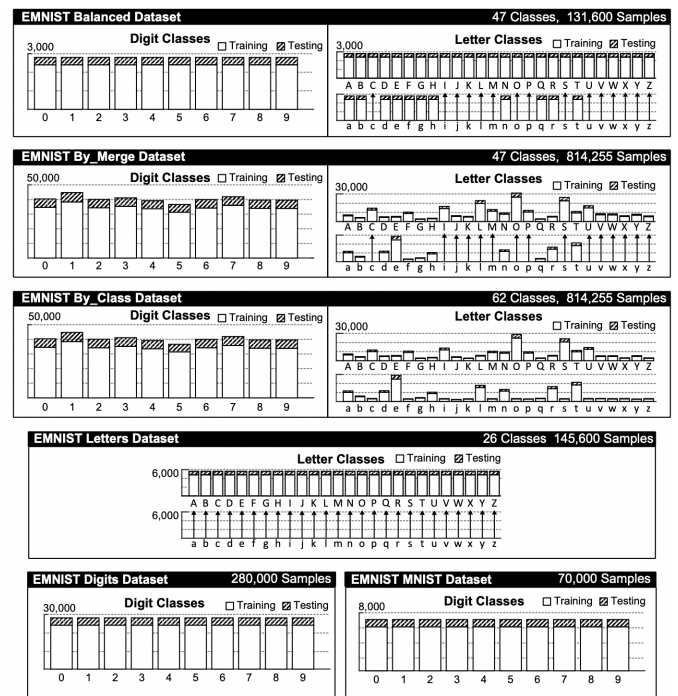 EMNIST Balanced Dataset 47 Classes, 131,600 Samples
3,000 Digit Classes Training Testing
0 1 2 3 4 5 6 7 8 9
3,000 Letter Classes Training Testing
A B C D E F G H I J K L M N O P Q R S T U V W X Y Z
a b c d e f g h i j k l m n o p q r s t u v w x y z
EMNIST By_Merge Dataset 47 Classes, 814,255 Samples
50,000 Digit Classes Training Testing
0 1 2 3 4 5 6 7 8 9
30,000 Letter Classes Training Testing
A B C D E F G H I J K L M N O P Q R S T U V W X Y Z
a b c d e f g h i j k l m n o p q r s t u v w x y z
EMNIST By_Class Dataset 62 Classes, 814,255 Samples
50,000 Digit Classes Training Testing
0 1 2 3 4 5 6 7 8 9
30,000 Letter Classes Training Testing
A B C D E F G H I J K L M N O P Q R S T U V W X Y Z
a b c d e f g h i j k l m n o p q r s t u v w x y z
EMNIST Letters Dataset 26 Classes 145,600 Samples
Letter Classes Training Testing
6,000
A B C D E F G H I J K L M N O P Q R S T U V W X Y Z
6,000
a b c d e f g h i j k l m n o p q r s t u v w x y z
EMNIST Digits Dataset 280,000 Samples
30,000 Digit Classes Training Testing
0 1 2 3 4 5 6 7 8 9
EMNIST MNIST Dataset 70,000 Samples
8,000 Digit Classes Training Testing
0 1 2 3 4 5 6 7 8 9